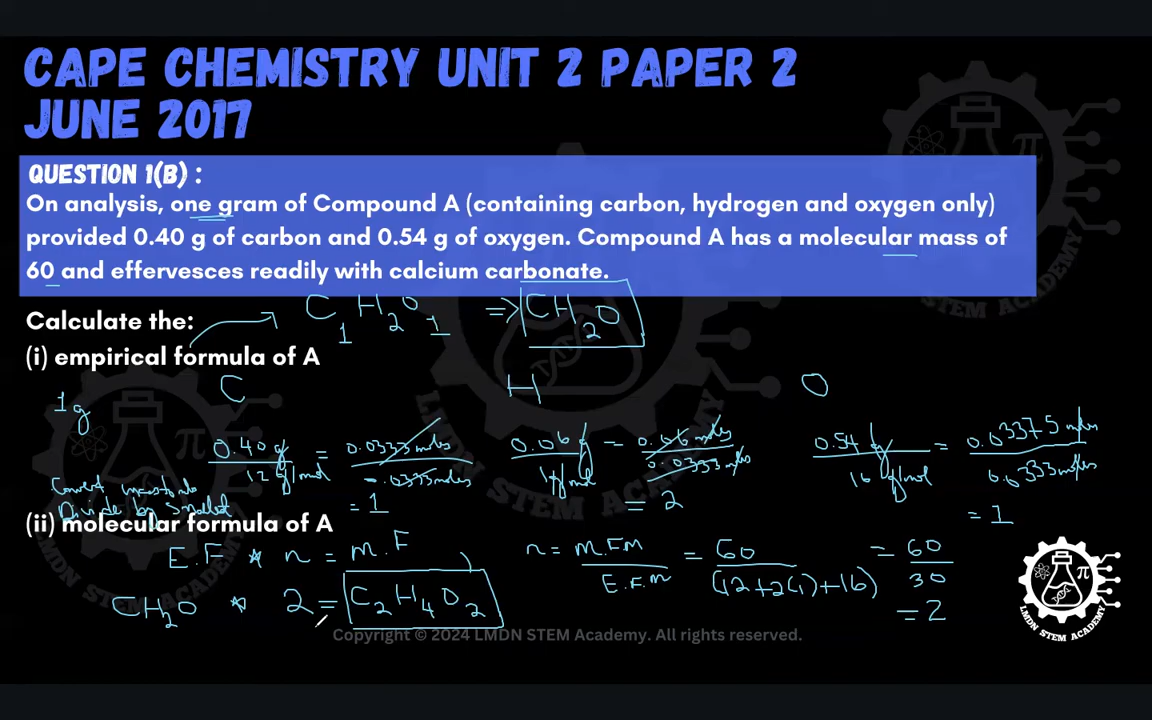 CAPE CHEMISTRY UNIT 2 PAPER 2
JUNE 2017
QUESTION 1(B) :
On analysis, one gram of Compound A (containing carbon, hydrogen and oxygen only)
provided 0.40 g of carbon and 0.54 g of oxygen. Compound A has a molecular mass of
60 and effervesces readily with calcium carbonate.
C₁H₂O₁ => CH₂O
Calculate the:
(i) empirical formula of A
C H O
1g
0.40 g / 12 g/mol = 0.0333 moles / 0.0333 moles = 1
0.06 g / 1 g/mol = 0.06 moles / 0.0333 moles = 2
0.54 g / 16 g/mol = 0.03375 moles / 0.0333 moles = 1
Convert mass to
Divide by smallest
(ii) molecular formula of A
E.F * n = M.F
CH₂O * 2 = C₂H₄O₂
n = M.FM / E.F.M = 60 / (12+2(1)+16) = 60 / 30 = 2
Copyright © 2024 LMDN STEM Academy. All rights reserved.
LMDN STEM ACADEMY